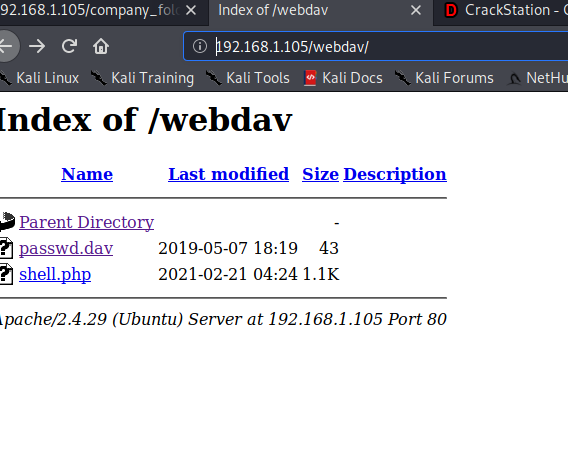 92.168.1.105/company_fol
Index of /webdav
CrackStation - 
192.168.1.105/webdav/
Kali Linux Kali Training Kali Tools Kali Docs Kali Forums NetHu
Index of /webdav
Name Last modified Size Description
Parent Directory -
passwd.dav 2019-05-07 18:19 43
shell.php 2021-02-21 04:24 1.1K
Apache/2.4.29 (Ubuntu) Server at 192.168.1.105 Port 80